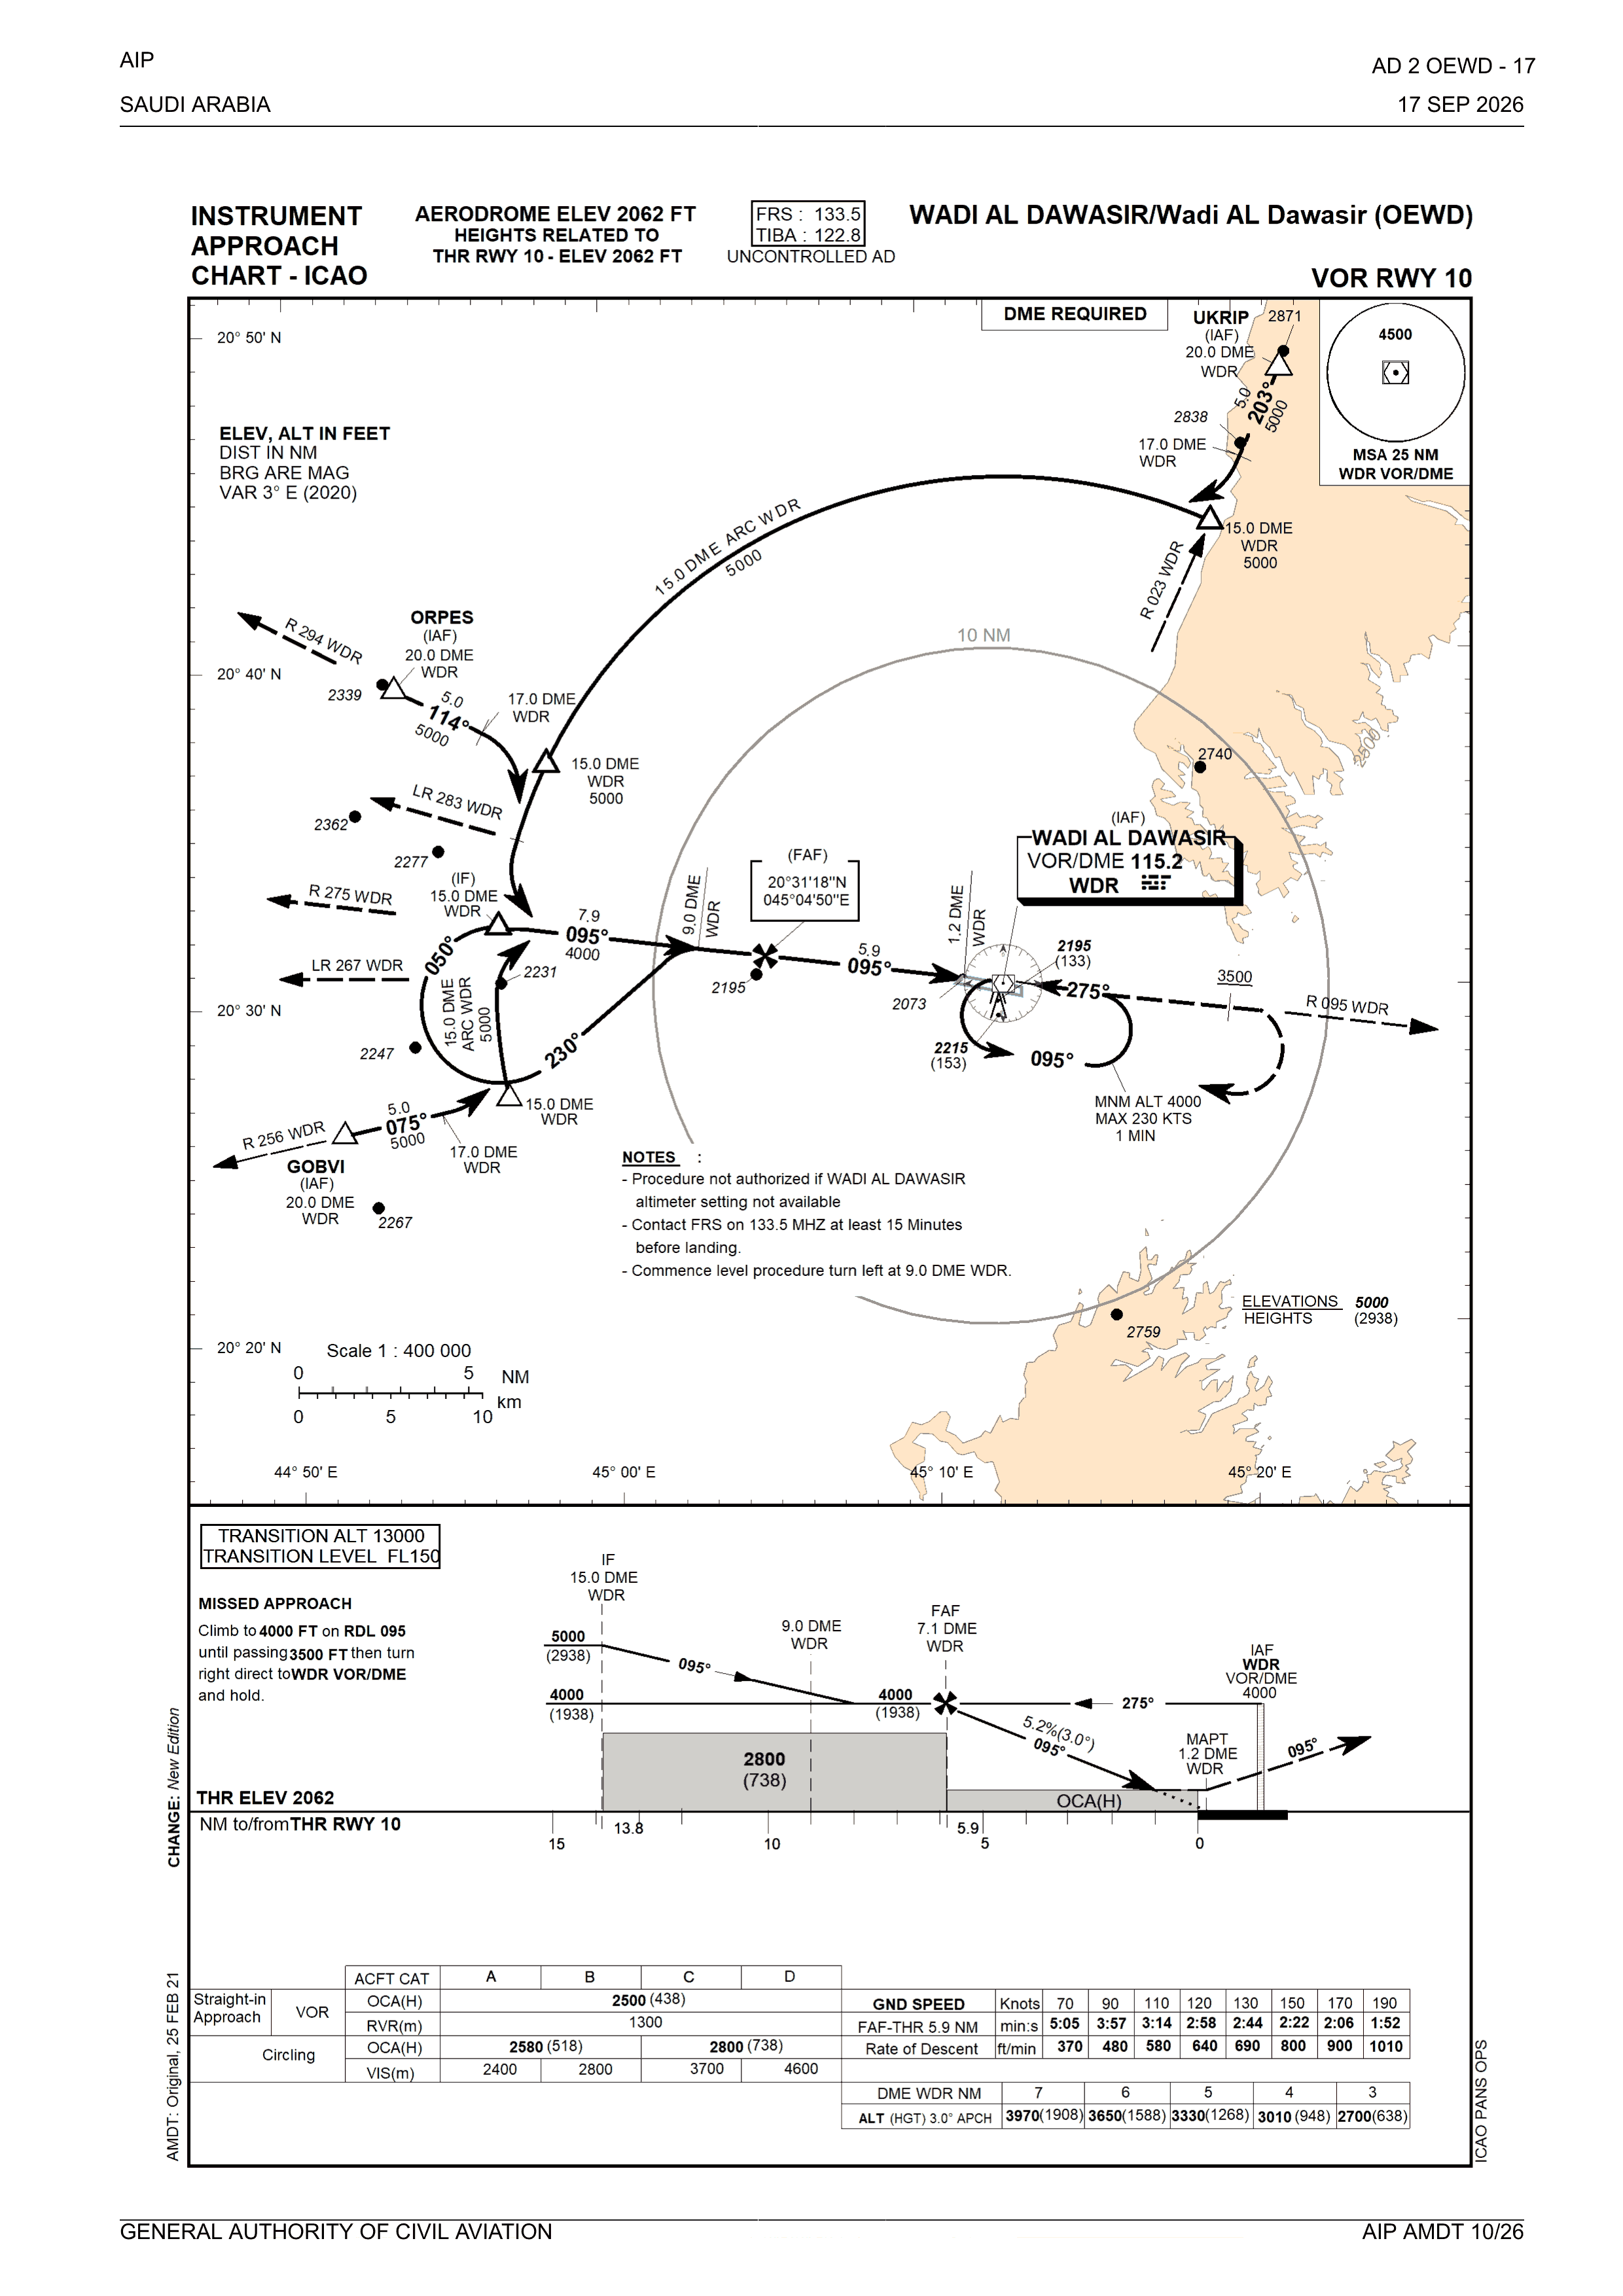 AIP
AD 2 OEWD - 17
SAUDI ARABIA
17 SEP 2026
INSTRUMENT
APPROACH
CHART - ICAO
AERODROME ELEV 2062 FT
HEIGHTS RELATED TO
THR RWY 10 - ELEV 2062 FT
FRS : 133.5
TIBA : 122.8
UNCONTROLLED AD
WADI AL DAWASIR/Wadi AL Dawasir (OEWD)
VOR RWY 10
DME REQUIRED
UKRIP
(IAF)
20.0 DME
WDR
2871
4500
MSA 25 NM
WDR VOR/DME
20° 50' N
ELEV, ALT IN FEET
DIST IN NM
BRG ARE MAG
VAR 3° E (2020)
5.0
203°
5000
2838
17.0 DME
WDR
15.0 DME
WDR
5000
R 023 WDR
15.0 DME ARC WDR
5000
10 NM
ORPES
(IAF)
20.0 DME
WDR
R 294 WDR
20° 40' N
2339
5.0
114°
5000
17.0 DME
WDR
15.0 DME
WDR
5000
2500
2740
LR 283 WDR
2362
2277
(IAF)
WADI AL DAWASIR
VOR/DME 115.2
WDR
(FAF)
20°31'18"N
045°04'50"E
(IF)
15.0 DME
WDR
R 275 WDR
7.9
095°
4000
9.0 DME
WDR
1.2 DME
WDR
050°
LR 267 WDR
2231
15.0 DME
ARC WDR
5000
5.9
095°
2195
2195
(133)
2073
275°
3500
R 095 WDR
20° 30' N
2247
230°
2215
(153)
095°
MNM ALT 4000
MAX 230 KTS
1 MIN
15.0 DME
WDR
5.0
075°
5000
R 256 WDR
17.0 DME
WDR
GOBVI
(IAF)
20.0 DME
WDR
2267
NOTES :
- Procedure not authorized if WADI AL DAWASIR
altimeter setting not available
- Contact FRS on 133.5 MHZ at least 15 Minutes
before landing.
- Commence level procedure turn left at 9.0 DME WDR.
ELEVATIONS 5000
HEIGHTS (2938)
2759
20° 20' N
Scale 1 : 400 000
0 5 NM
km
0 5 10
44° 50' E
45° 00' E
45° 10' E
45° 20' E
TRANSITION ALT 13000
TRANSITION LEVEL FL150
MISSED APPROACH
Climb to 4000 FT on RDL 095
until passing 3500 FT then turn
right direct to WDR VOR/DME
and hold.
IF
15.0 DME
WDR
5000
(2938)
4000
(1938)
095°
9.0 DME
WDR
FAF
7.1 DME
WDR
4000
(1938)
275°
IAF
WDR
VOR/DME
4000
5.2%(3.0°)
095°
MAPT
1.2 DME
WDR
095°
2800
(738)
OCA(H)
THR ELEV 2062
NM to/from THR RWY 10
13.8
5.9
15 10 5 0
CHANGE: New Edition
AMDT: Original, 25 FEB 21
ICAO PANS OPS
ACFT CAT A B C D
Straight-in
Approach
VOR
OCA(H) 2500 (438)
RVR(m) 1300
Circling
OCA(H) 2580 (518) 2800 (738)
VIS(m) 2400 2800 3700 4600
GND SPEED Knots 70 90 110 120 130 150 170 190
FAF-THR 5.9 NM min:s 5:05 3:57 3:14 2:58 2:44 2:22 2:06 1:52
Rate of Descent ft/min 370 480 580 640 690 800 900 1010
DME WDR NM 7 6 5 4 3
ALT (HGT) 3.0° APCH 3970(1908) 3650(1588) 3330(1268) 3010 (948) 2700(638)
GENERAL AUTHORITY OF CIVIL AVIATION
AIP AMDT 10/26